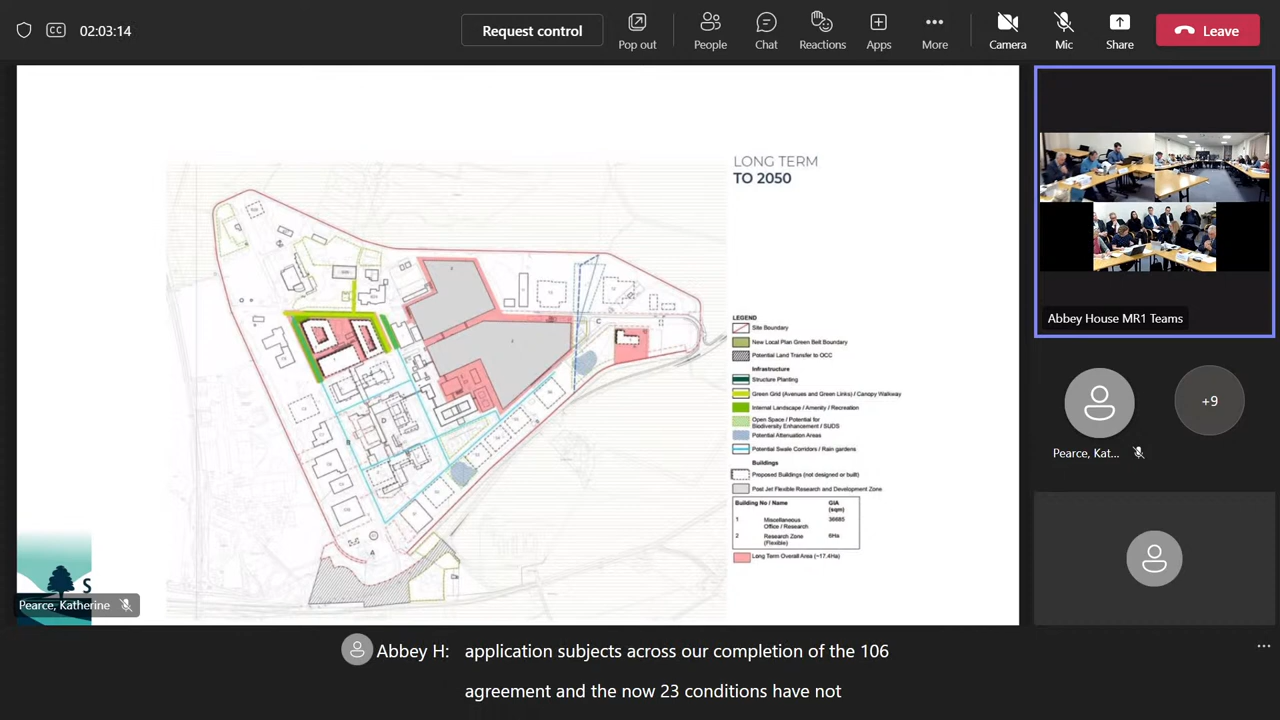 CC 02:03:14
Request control
Pop out
People
Chat
Reactions
Apps
More
Camera
Mic
Share
Leave
LONG TERM
TO 2050
LEGEND
Site Boundary
New Local Plan Green Belt Boundary
Potential Land Transfer to OCC
Infrastructure
Structure Planting
Green Grid (Avenues and Green Links) / Canopy Walkway
Internal Landscape / Amenity / Recreation
Open Space / Potential for
Biodiversity Enhancement / SUDS
Potential Attenuation Areas
Potential Swale Corridors / Rain gardens
Buildings
Proposed Buildings (not designed or built)
Post Jet Flexible Research and Development Zone
Building No / Name GIA
(sqm)
1 Miscellaneous 36685
Office / Research
2 Research Zone 6Ha
(Flexible)
Long Term Overall Area (~17.4Ha)
A
B
C
D
S
Pearce, Katherine
Abbey House MR1 Teams
Pearce, Kat...
+9
Abbey H: application subjects across our completion of the 106
agreement and the now 23 conditions have not